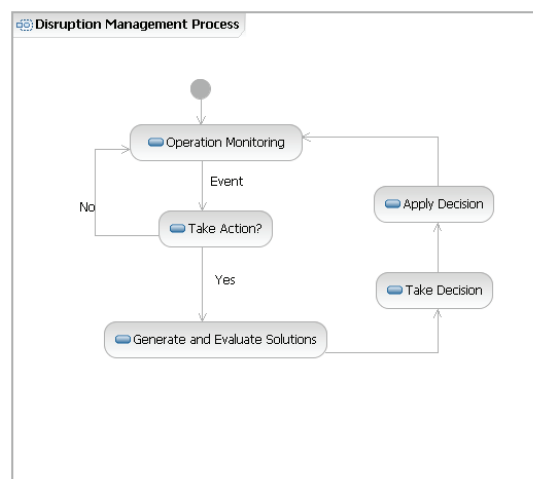 Disruption Management Process
Operation Monitoring
Event
No
Take Action?
Yes
Generate and Evaluate Solutions
Take Decision
Apply Decision